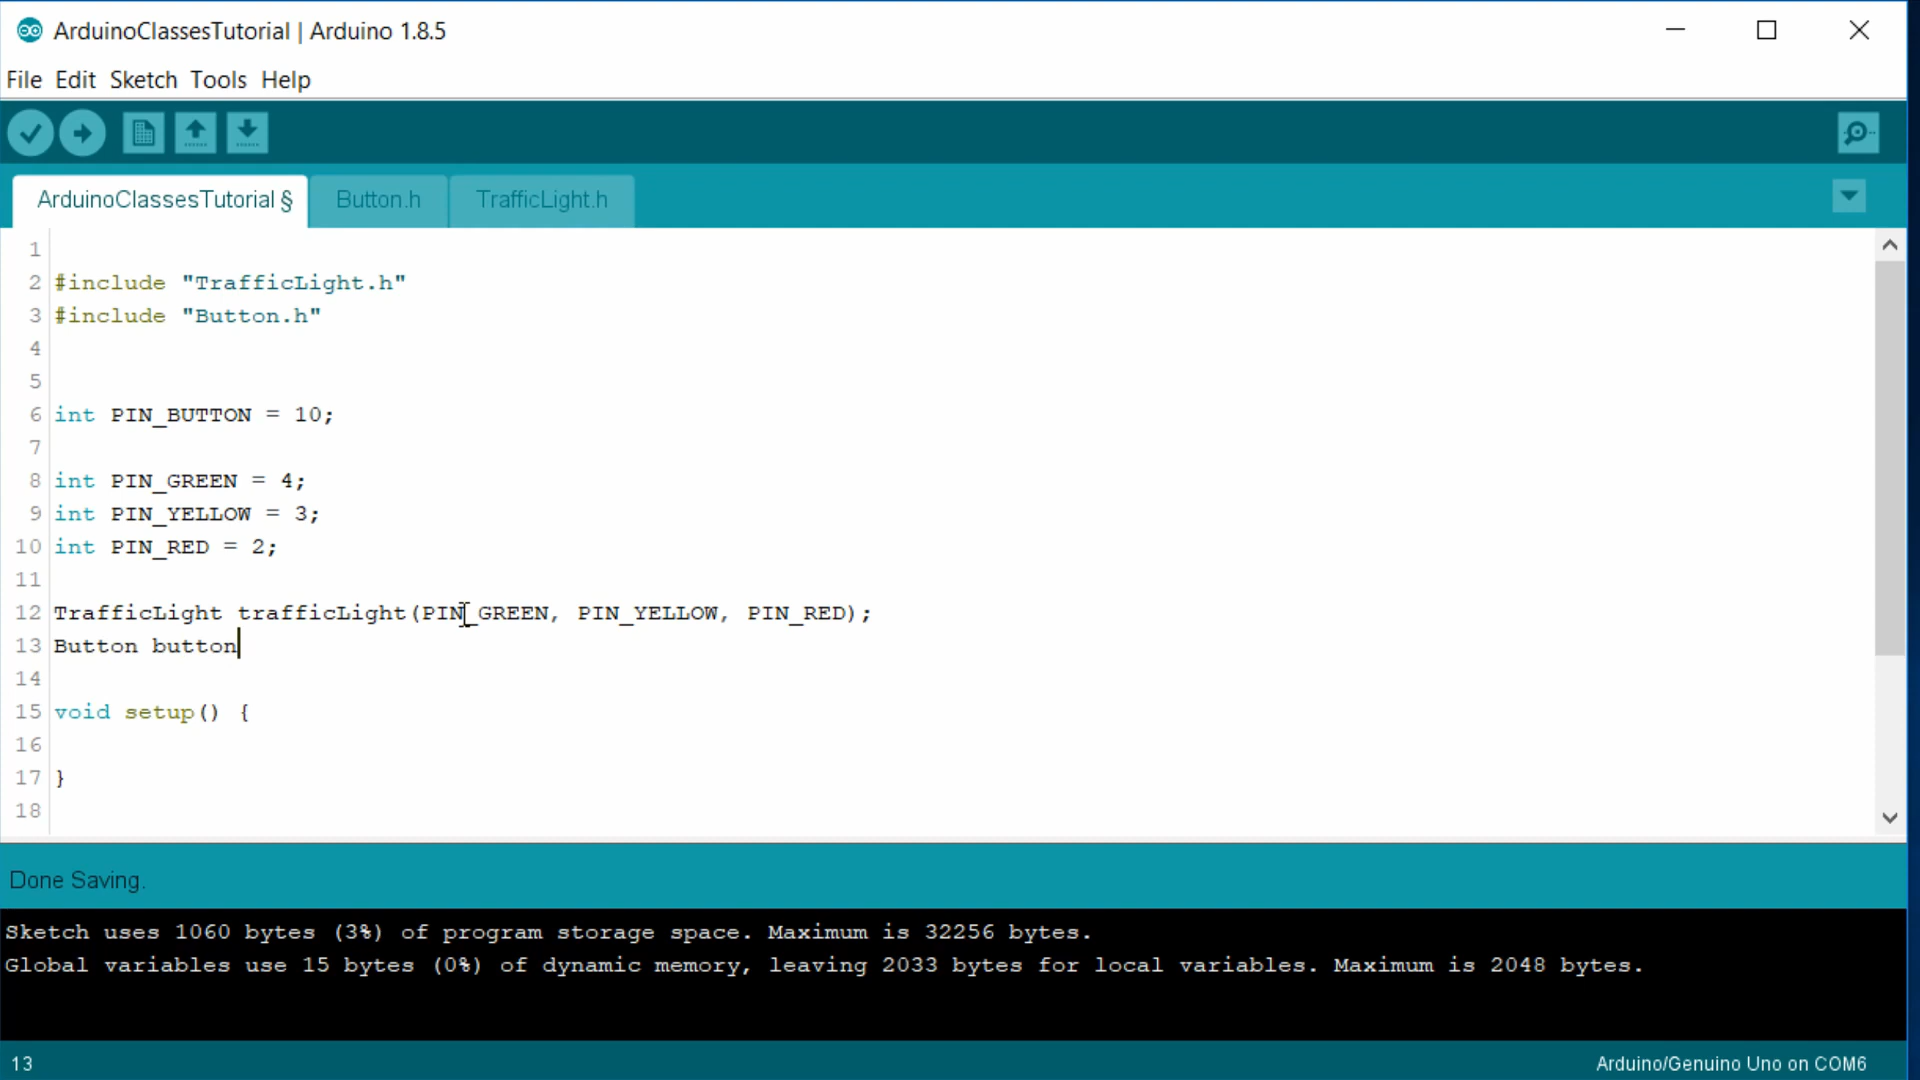 ArduinoClassesTutorial | Arduino 1.8.5
File Edit Sketch Tools Help
ArduinoClassesTutorial § Button.h TrafficLight.h
1
2 #include "TrafficLight.h"
3 #include "Button.h"
4
5
6 int PIN_BUTTON = 10;
7
8 int PIN_GREEN = 4;
9 int PIN_YELLOW = 3;
10 int PIN_RED = 2;
11
12 TrafficLight trafficLight(PIN_GREEN, PIN_YELLOW, PIN_RED);
13 Button button
14
15 void setup() {
16
17 }
18
Done Saving.
Sketch uses 1060 bytes (3%) of program storage space. Maximum is 32256 bytes.
Global variables use 15 bytes (0%) of dynamic memory, leaving 2033 bytes for local variables. Maximum is 2048 bytes.
13 Arduino/Genuino Uno on COM6